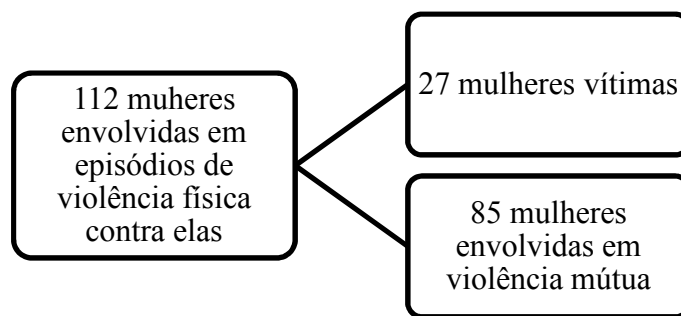 112 muheres
envolvidas em
episódios de
violência física
contra elas
27 mulheres vítimas
85 mulheres
envolvidas em
violência mútua